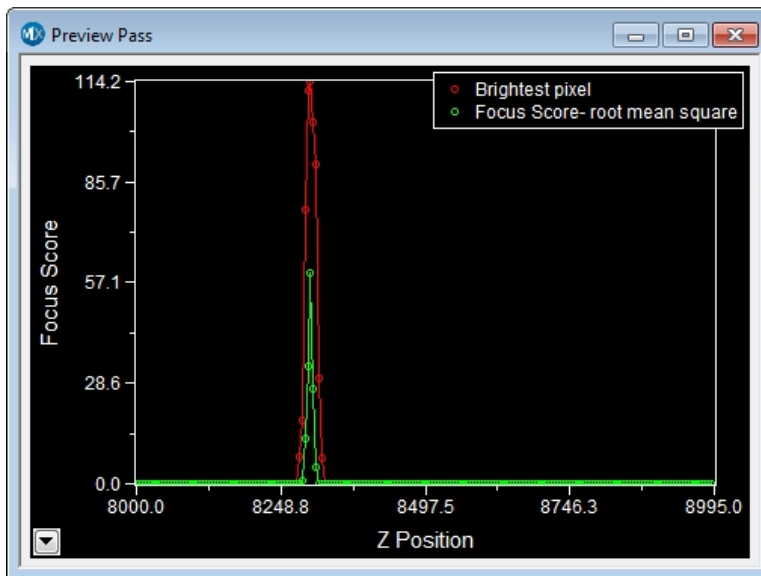 MX Preview Pass
114.2
Brightest pixel
Focus Score- root mean square
85.7
57.1
28.6
0.0
Focus Score
8000.0 8248.8 8497.5 8746.3 8995.0
Z Position